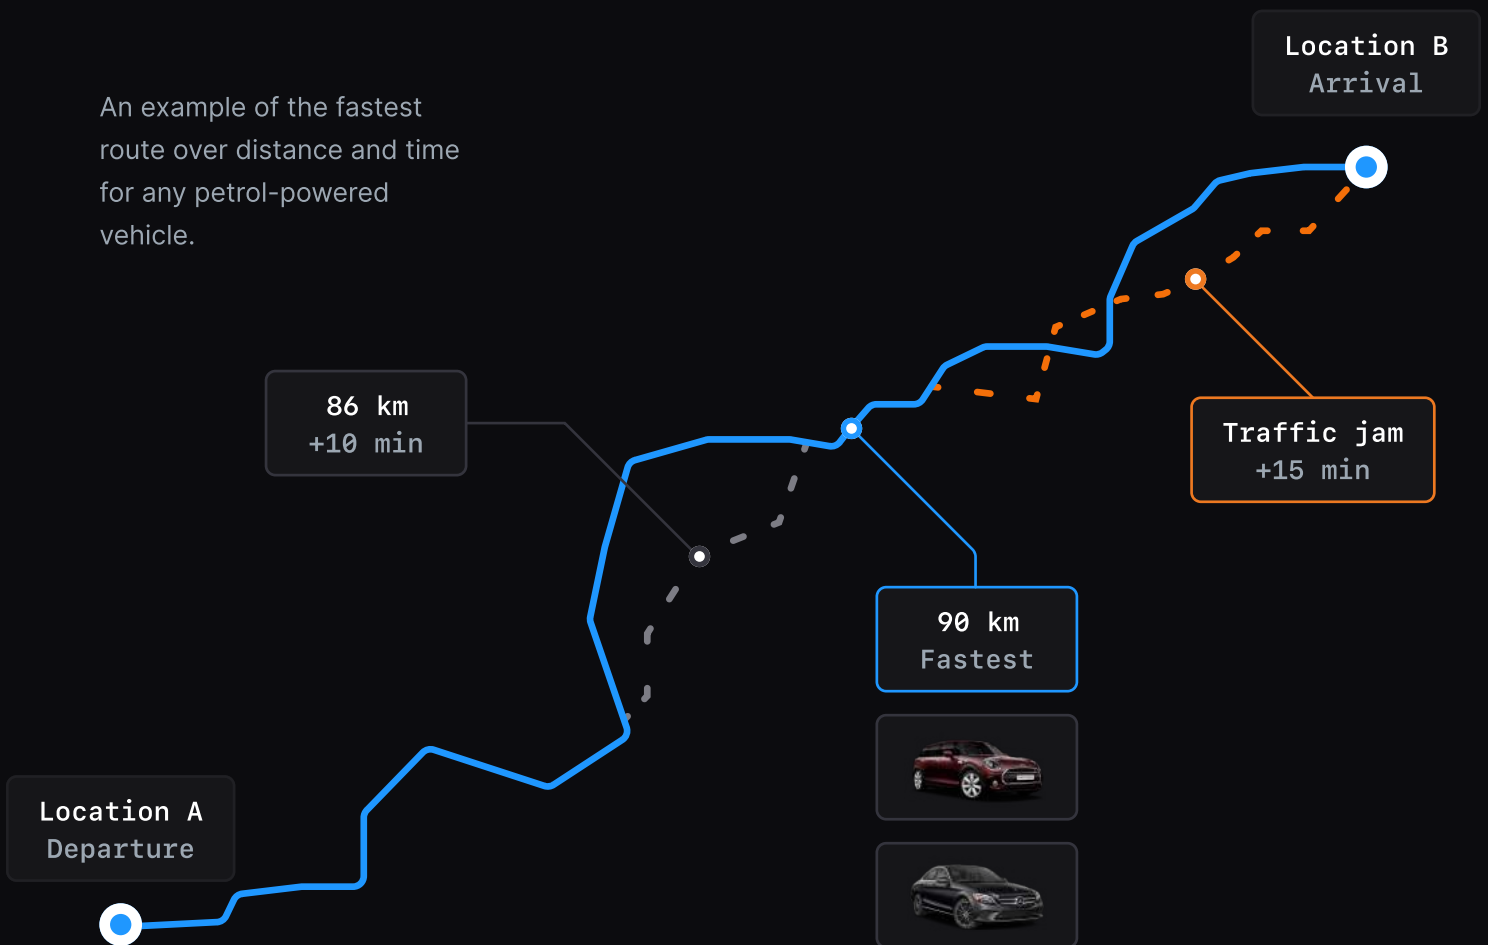 Location B
Arrival
An example of the fastest
route over distance and time
for any petrol-powered
vehicle.
86 km
+10 min
Traffic jam
+15 min
90 km
Fastest
Location A
Departure